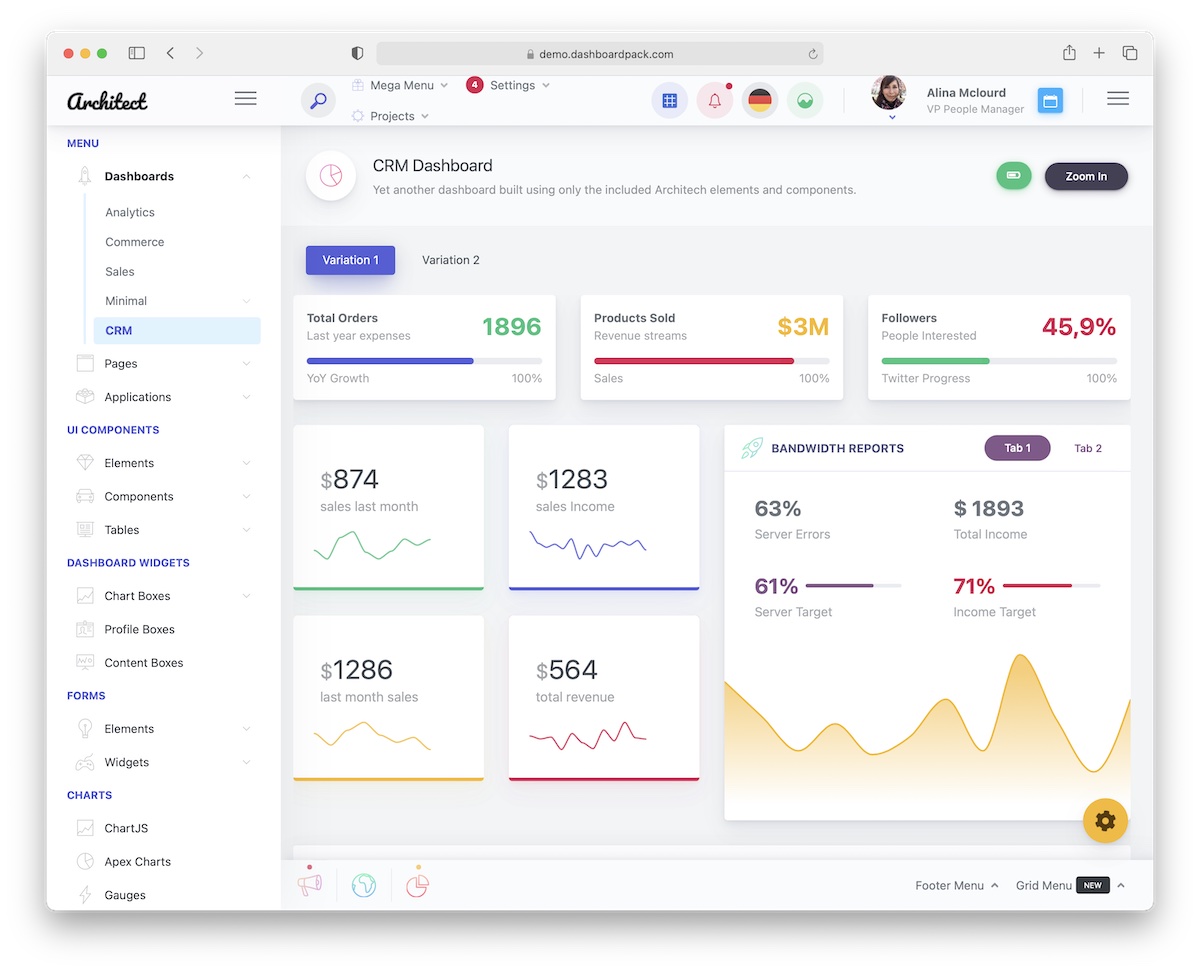 demo.dashboardpack.com
Architect
Mega Menu
4
Settings
Projects
Alina Mclourd
VP People Manager
MENU
Dashboards
Analytics
Commerce
Sales
Minimal
CRM
Pages
Applications
UI COMPONENTS
Elements
Components
Tables
DASHBOARD WIDGETS
Chart Boxes
Profile Boxes
Content Boxes
FORMS
Elements
Widgets
CHARTS
ChartJS
Apex Charts
Gauges
CRM Dashboard
Yet another dashboard built using only the included Architech elements and components.
Zoom In
Variation 1
Variation 2
Total Orders
Last year expenses
1896
YoY Growth
100%
Products Sold
Revenue streams
$3M
Sales
100%
Followers
People Interested
45,9%
Twitter Progress
100%
$874
sales last month
$1283
sales Income
$1286
last month sales
$564
total revenue
BANDWIDTH REPORTS
Tab 1
Tab 2
63%
Server Errors
$ 1893
Total Income
61%
Server Target
71%
Income Target
Footer Menu
Grid Menu
NEW